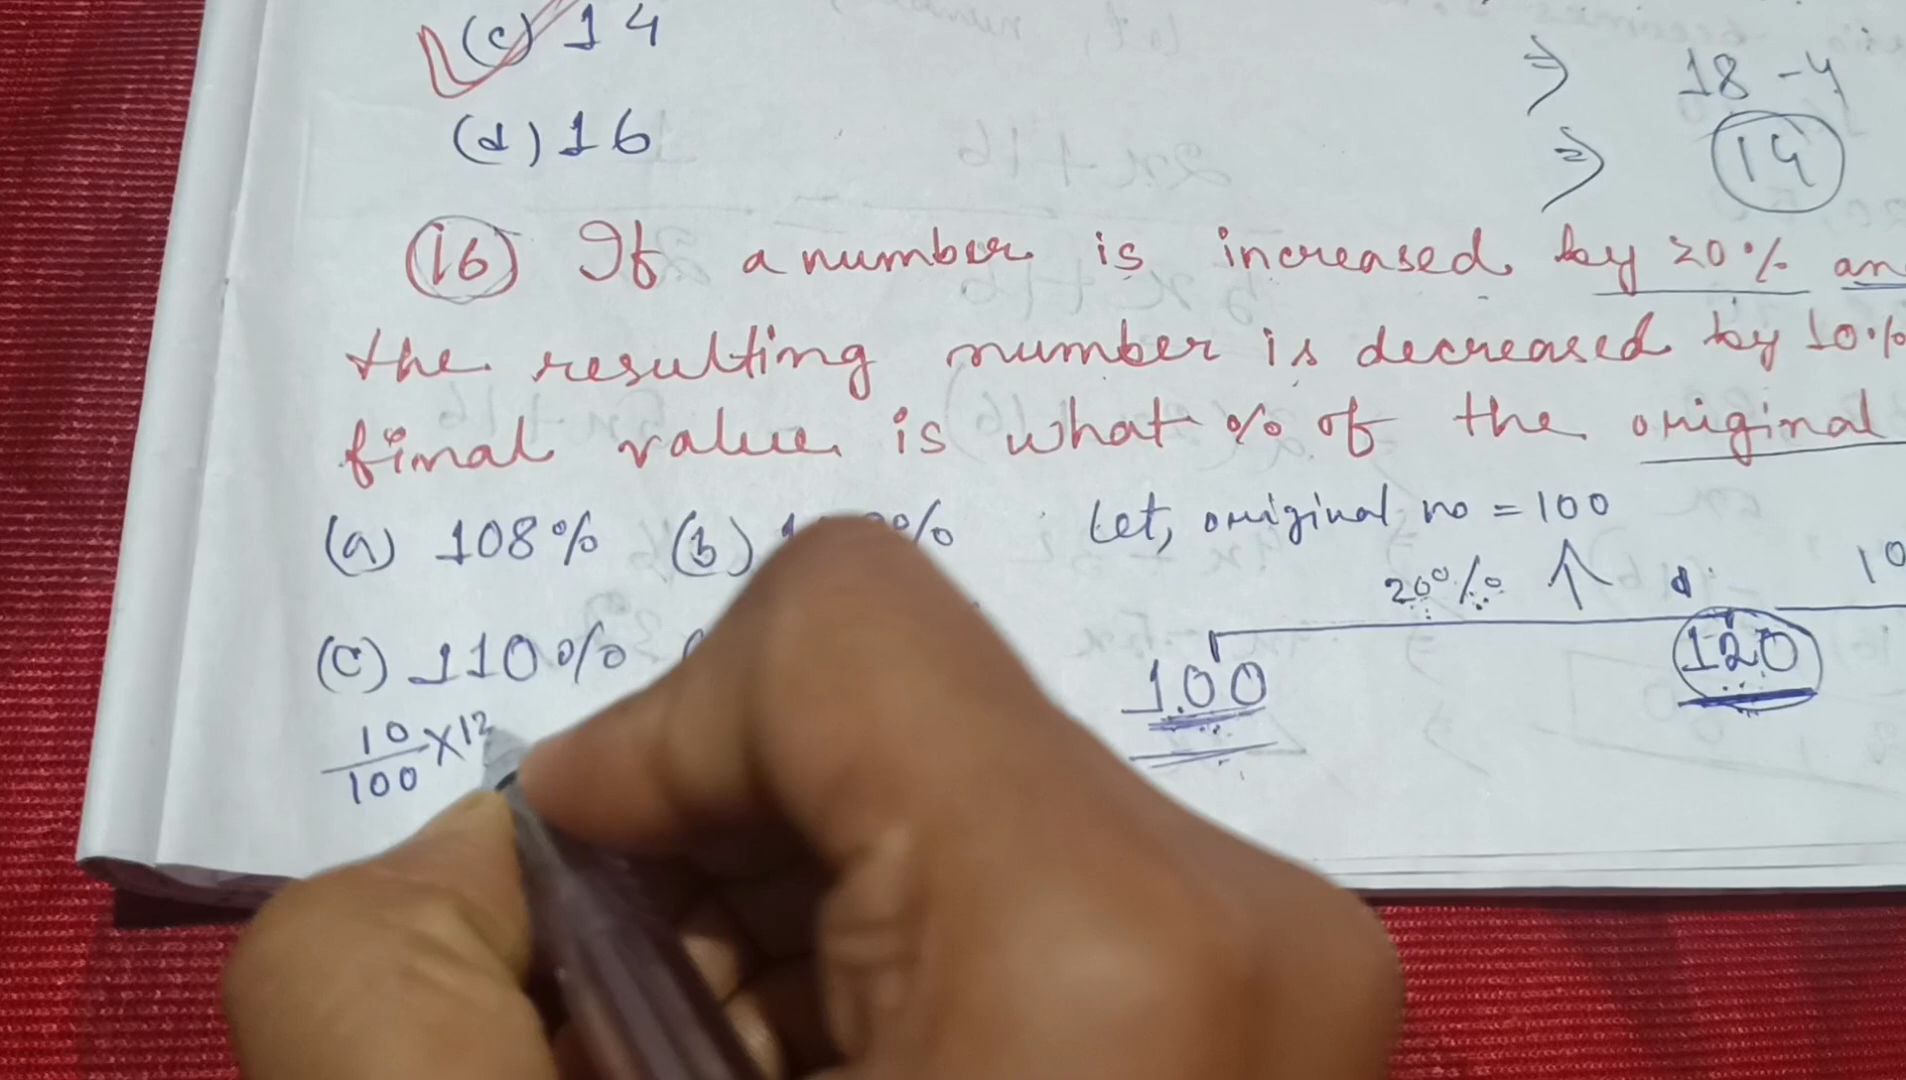 (c) 14
⇒ 18 - 4
(d) 16
⇒ 14
(16) If a number is increased by 20% an
the resulting number is decreased by 10%
final value is what % of the original
(a) 108% (b)
Let, original no = 100
20% ↑ d 10
(c) 110%
100 120
10/100 × 12